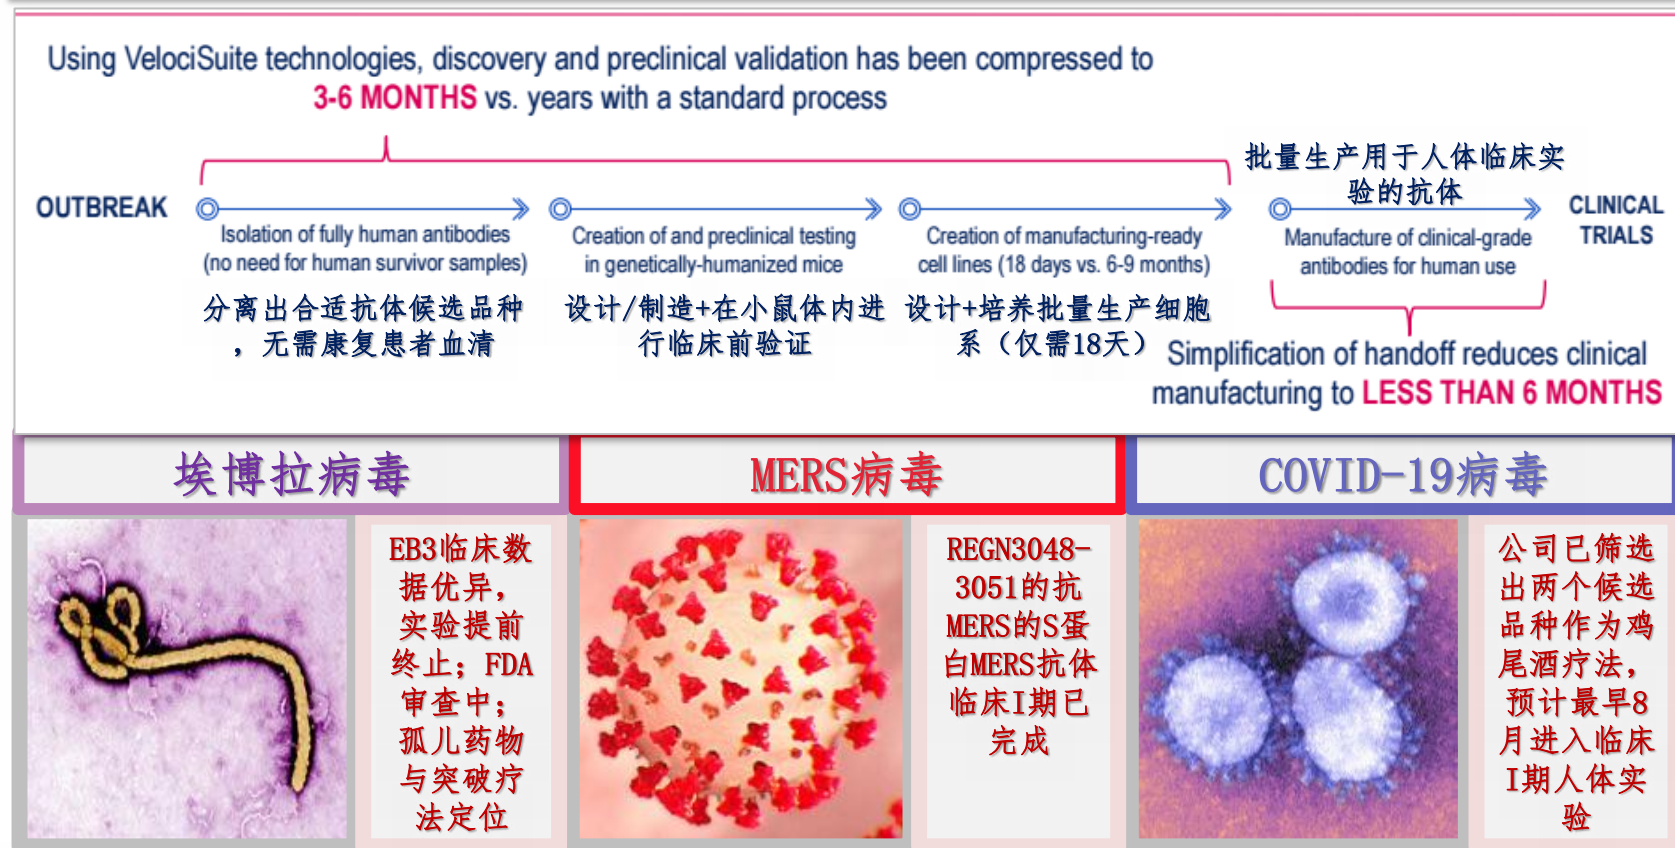 Using VelociSuite technologies, discovery and preclinical validation has been compressed to
3-6 MONTHS vs. years with a standard process
批量生产用于人体临床实
验的抗体
OUTBREAK
CLINICAL
TRIALS
Isolation of fully human antibodies
(no need for human survivor samples)
Creation of and preclinical testing
in genetically-humanized mice
Creation of manufacturing-ready
cell lines (18 days vs. 6-9 months)
Manufacture of clinical-grade
antibodies for human use
分离出合适抗体候选品种
，无需康复患者血清
设计/制造+在小鼠体内进
行临床前验证
设计+培养批量生产细胞
系（仅需18天）
Simplification of handoff reduces clinical
manufacturing to LESS THAN 6 MONTHS
埃博拉病毒
MERS病毒
COVID-19病毒
EB3临床数
据优异，
实验提前
终止；FDA
审查中；
孤儿药物
与突破疗
法定位
REGN3048-
3051的抗
MERS的S蛋
白MERS抗体
临床I期已
完成
公司已筛选
出两个候选
品种作为鸡
尾酒疗法，
预计最早8
月进入临床
I期人体实
验